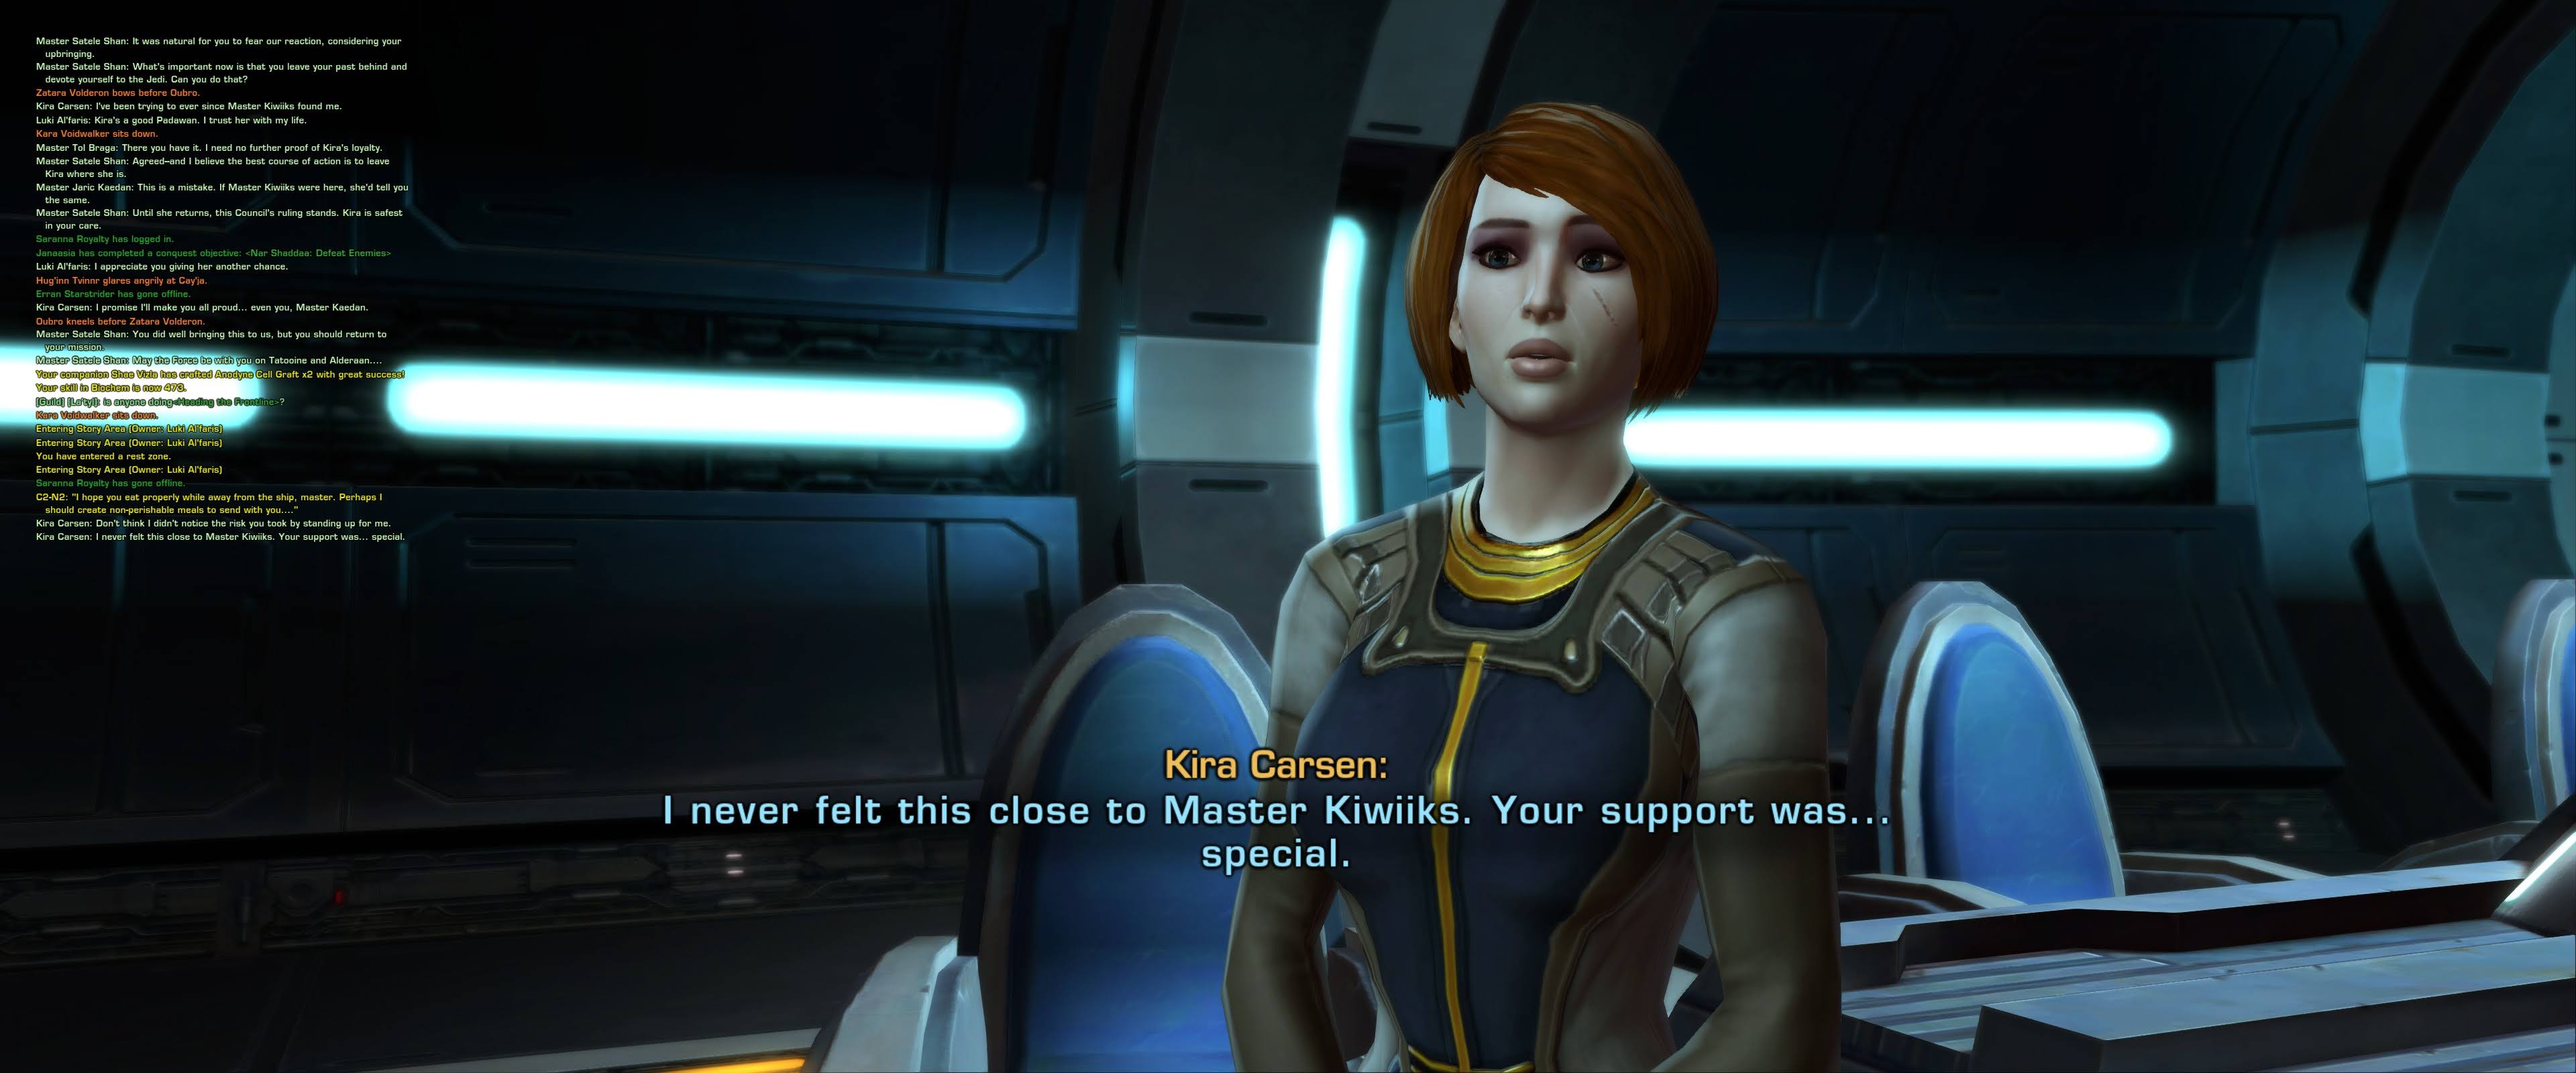 Master Satele Shan: It was natural for you to fear our reaction, considering your
upbringing.
Master Satele Shan: What's important now is that you leave your past behind and
devote yourself to the Jedi. Can you do that?
Zatara Volderon bows before Oubro.
Kira Carsen: I've been trying to ever since Master Kiwiiks found me.
Luki Al'faris: Kira's a good Padawan. I trust her with my life.
Kara Voidwalker sits down.
Master Tol Braga: There you have it. I need no further proof of Kira's loyalty.
Master Satele Shan: Agreed—and I believe the best course of action is to leave
Kira where she is.
Master Jaric Kaedan: This is a mistake. If Master Kiwiiks were here, she'd tell you
the same.
Master Satele Shan: Until she returns, this Council's ruling stands. Kira is safest
in your care.
Saranna Royalty has logged in.
Janaasia has completed a conquest objective: <Nar Shaddaa: Defeat Enemies>
Luki Al'faris: I appreciate you giving her another chance.
Hug'inn Tvinnr glares angrily at Cay'ja.
Erran Starstrider has gone offline.
Kira Carsen: I promise I'll make you all proud... even you, Master Kaedan.
Oubro kneels before Zatara Volderon.
Master Satele Shan: You did well bringing this to us, but you should return to
your mission.
Master Satele Shan: May the Force be with you on Tatooine and Alderaan....
Your companion Shae Vizla has crafted Anodyne Cell Graft x2 with great success!
Your skill in Biochem is now 473.
[Guild] [La'tyl]: is anyone doing<Heading the Frontline>?
Kara Voidwalker sits down.
Entering Story Area (Owner: Luki Al'faris)
Entering Story Area (Owner: Luki Al'faris)
You have entered a rest zone.
Entering Story Area (Owner: Luki Al'faris)
Saranna Royalty has gone offline.
C2-N2: "I hope you eat properly while away from the ship, master. Perhaps I
should create non-perishable meals to send with you...."
Kira Carsen: Don't think I didn't notice the risk you took by standing up for me.
Kira Carsen: I never felt this close to Master Kiwiiks. Your support was... special.
Kira Carsen:
I never felt this close to Master Kiwiiks. Your support was...
special.